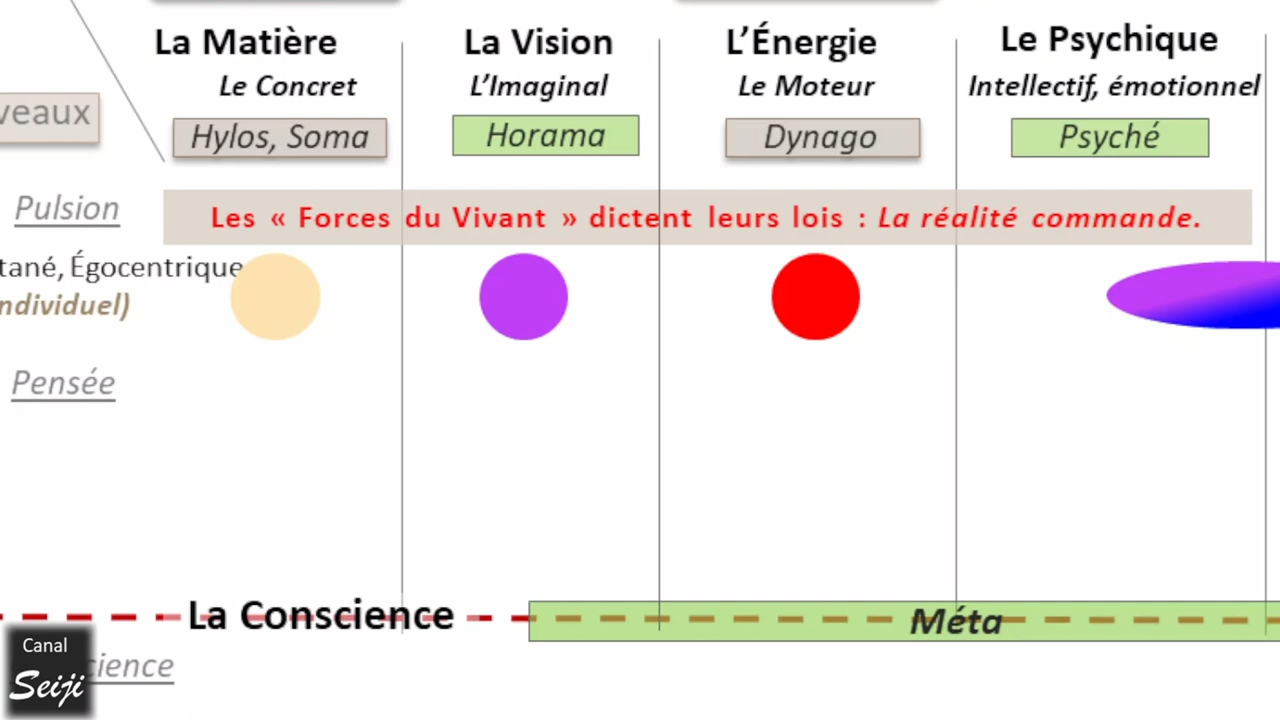 La Matière
La Vision
L’Énergie
Le Psychique
Le Concret
L’Imaginal
Le Moteur
Intellectif, émotionnel
veaux
Hylos, Soma
Horama
Dynago
Psyché
Pulsion
Les « Forces du Vivant » dictent leurs lois : La réalité commande.
tané, Égocentrique
ndividuel)
Pensée
La Conscience
Méta
Canal
Seiji
cience